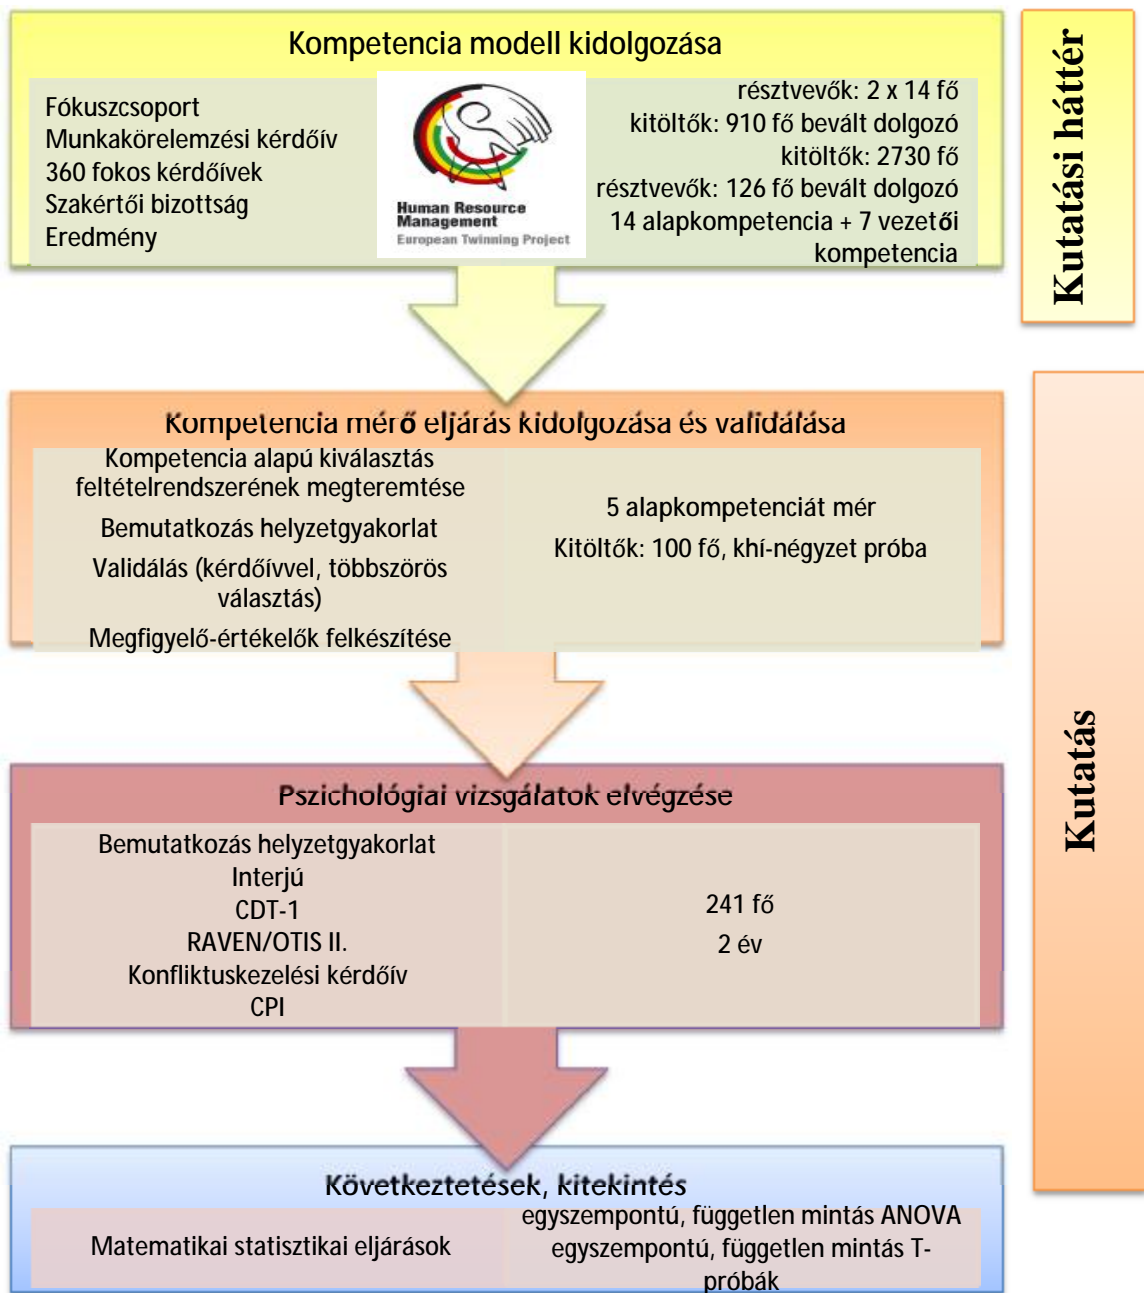 Kompetencia modell kidolgozása
Fókuszcsoport
Munkakörelemzési kérdőív
360 fokos kérdőívek
Szakértői bizottság
Eredmény
Human Resource
Management
European Twinning Project
résztvevők: 2 x 14 fő
kitöltők: 910 fő bevált dolgozó
kitöltők: 2730 fő
résztvevők: 126 fő bevált dolgozó
14 alapkompetencia + 7 vezetői
kompetencia
Kutatási háttér
Kompetencia mérő eljárás kidolgozása és validálása
Kompetencia alapú kiválasztás
feltételrendszerének megteremtése
Bemutatkozás helyzetgyakorlat
Validálás (kérdőívvel, többszörös
választás)
Megfigyelő-értékelők felkészítése
5 alapkompetenciát mér
Kitöltők: 100 fő, khí-négyzet próba
Pszichológiai vizsgálatok elvégzése
Bemutatkozás helyzetgyakorlat
Interjú
CDT-1
RAVEN/OTIS II.
Konfliktuskezelési kérdőív
CPI
241 fő
2 év
Kutatás
Következtetések, kitekintés
Matematikai statisztikai eljárások
egyszempontú, független mintás ANOVA
egyszempontú, független mintás T-
próbák